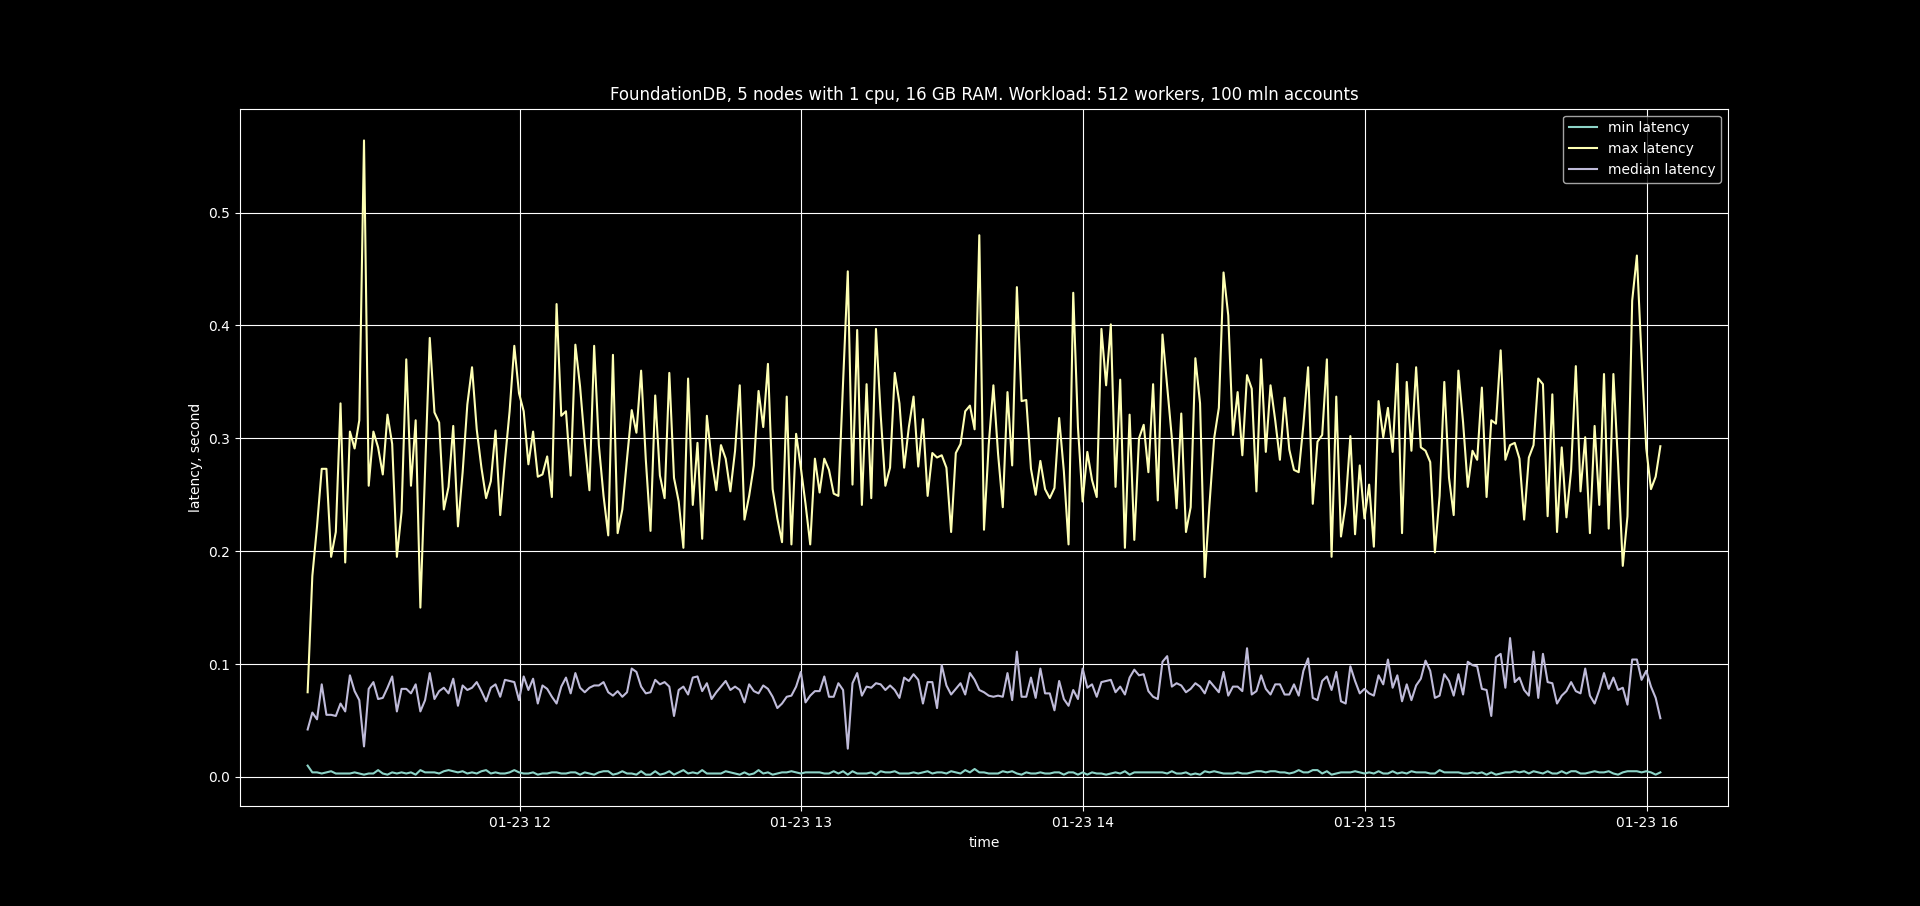 FoundationDB, 5 nodes with 1 cpu, 16 GB RAM. Workload: 512 workers, 100 mln accounts
min latency
max latency
median latency
0.5
0.4
0.3
0.2
0.1
0.0
latency, second
01-23 12
01-23 13
01-23 14
01-23 15
01-23 16
time